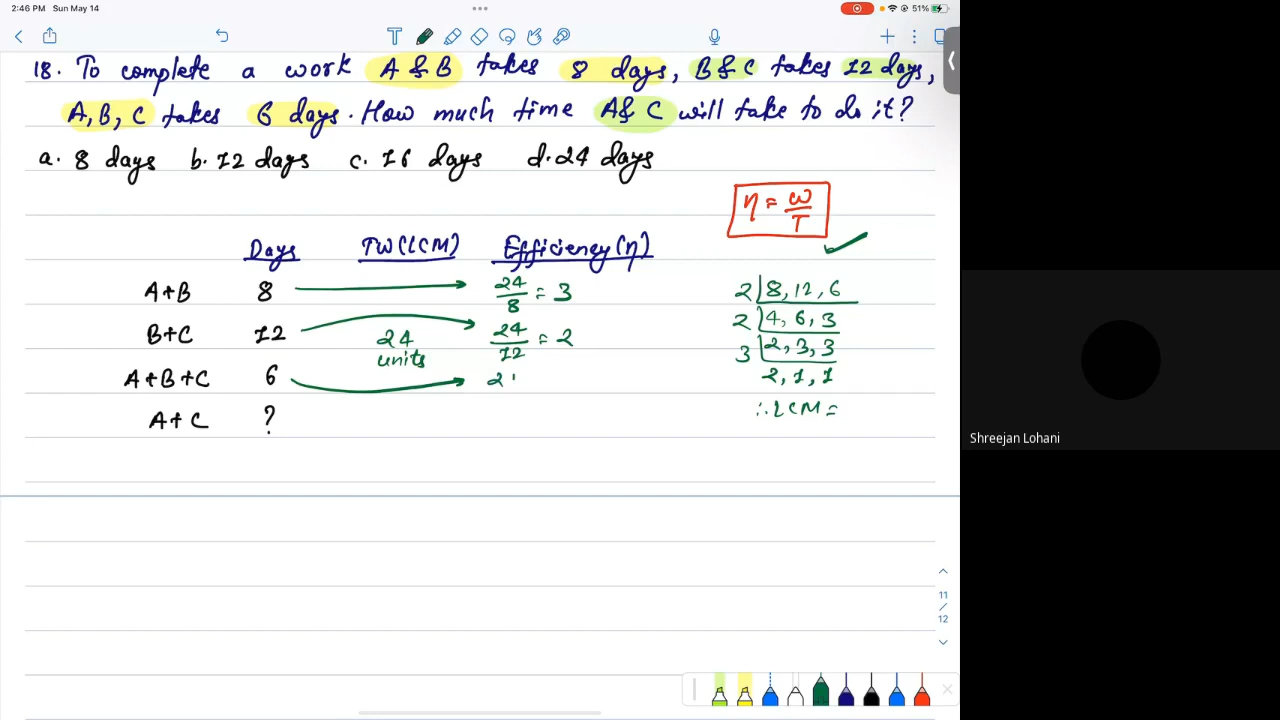 2:46 PM Sun May 14
51%
18. To complete a work A & B takes 8 days, B & C takes 12 days,
A, B, C takes 6 days. How much time A & C will take to do it?
a. 8 days b. 12 days c. 16 days d. 24 days
η = w/T
Days TW(LCM) Efficiency(η)
A+B 8 24/8 = 3
B+C 12 24 units 24/12 = 2
A+B+C 6 2
A+C ?
2 8, 12, 6
2 4, 6, 3
3 2, 3, 3
2, 1, 1
∴ LCM =
T
11
/
12
Shreejan Lohani